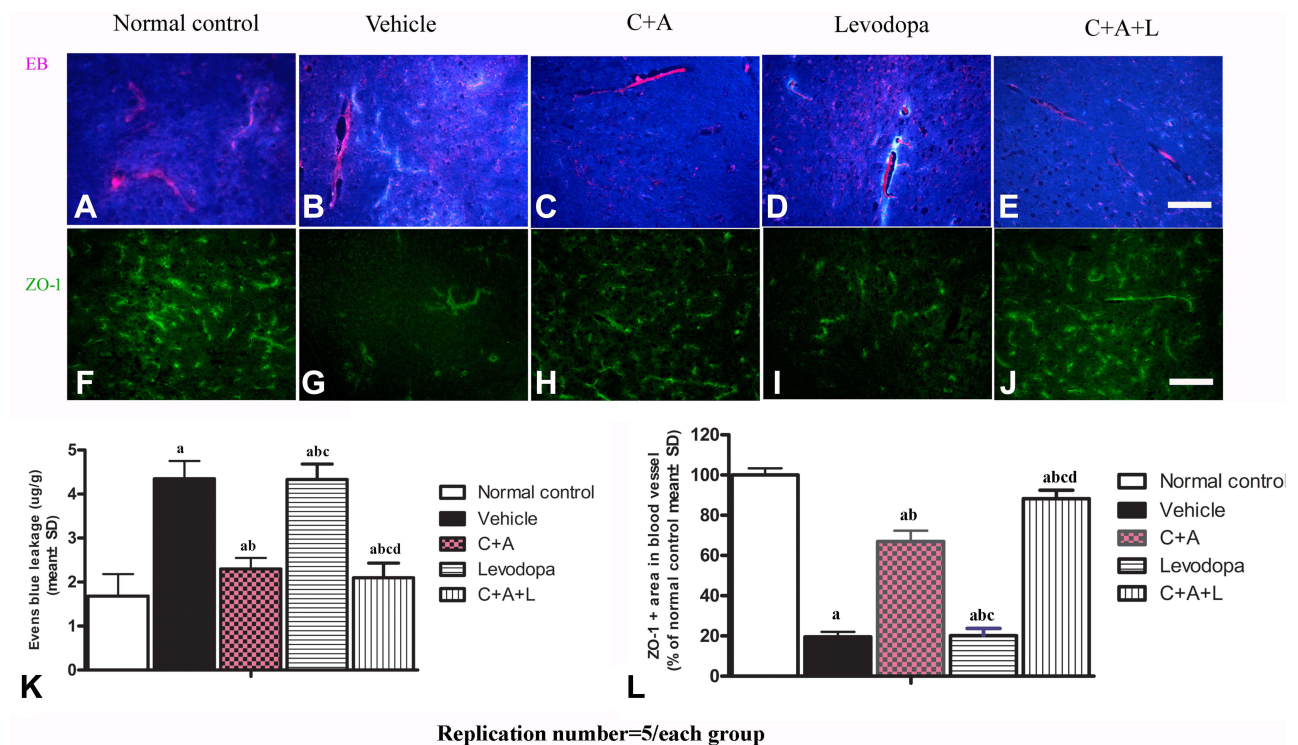 Normal control Vehicle C+A Levodopa C+A+L
EB
A B C D E
ZO-1
F G H I J
Evens blue leakage (ug/g)
(mean± SD)
5
4
3
2
1
0
a
ab
abc
abcd
Normal control
Vehicle
C+A
Levodopa
C+A+L
K
ZO-1 + area in blood vessel
(% of normal control mean± SD)
120
100
80
60
40
20
0
a
ab
abc
abcd
Normal control
Vehicle
C+A
Levodopa
C+A+L
L
Replication number=5/each group